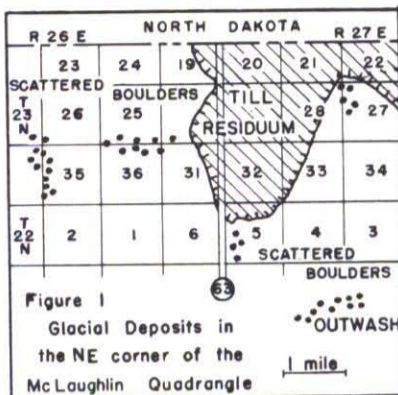 NORTH DAKOTA
R 26 E R 27 E
23 24 19 20 21 22
SCATTERED BOULDERS
TILL RESIDUUM
T 23 N
26 25 28 27
35 36 31 32 33 34
T 22 N
2 1 6 5 4 3
SCATTERED BOULDERS
63
Figure 1
Glacial Deposits in
the NE corner of the
McLaughlin Quadrangle
OUTWASH
1 mile